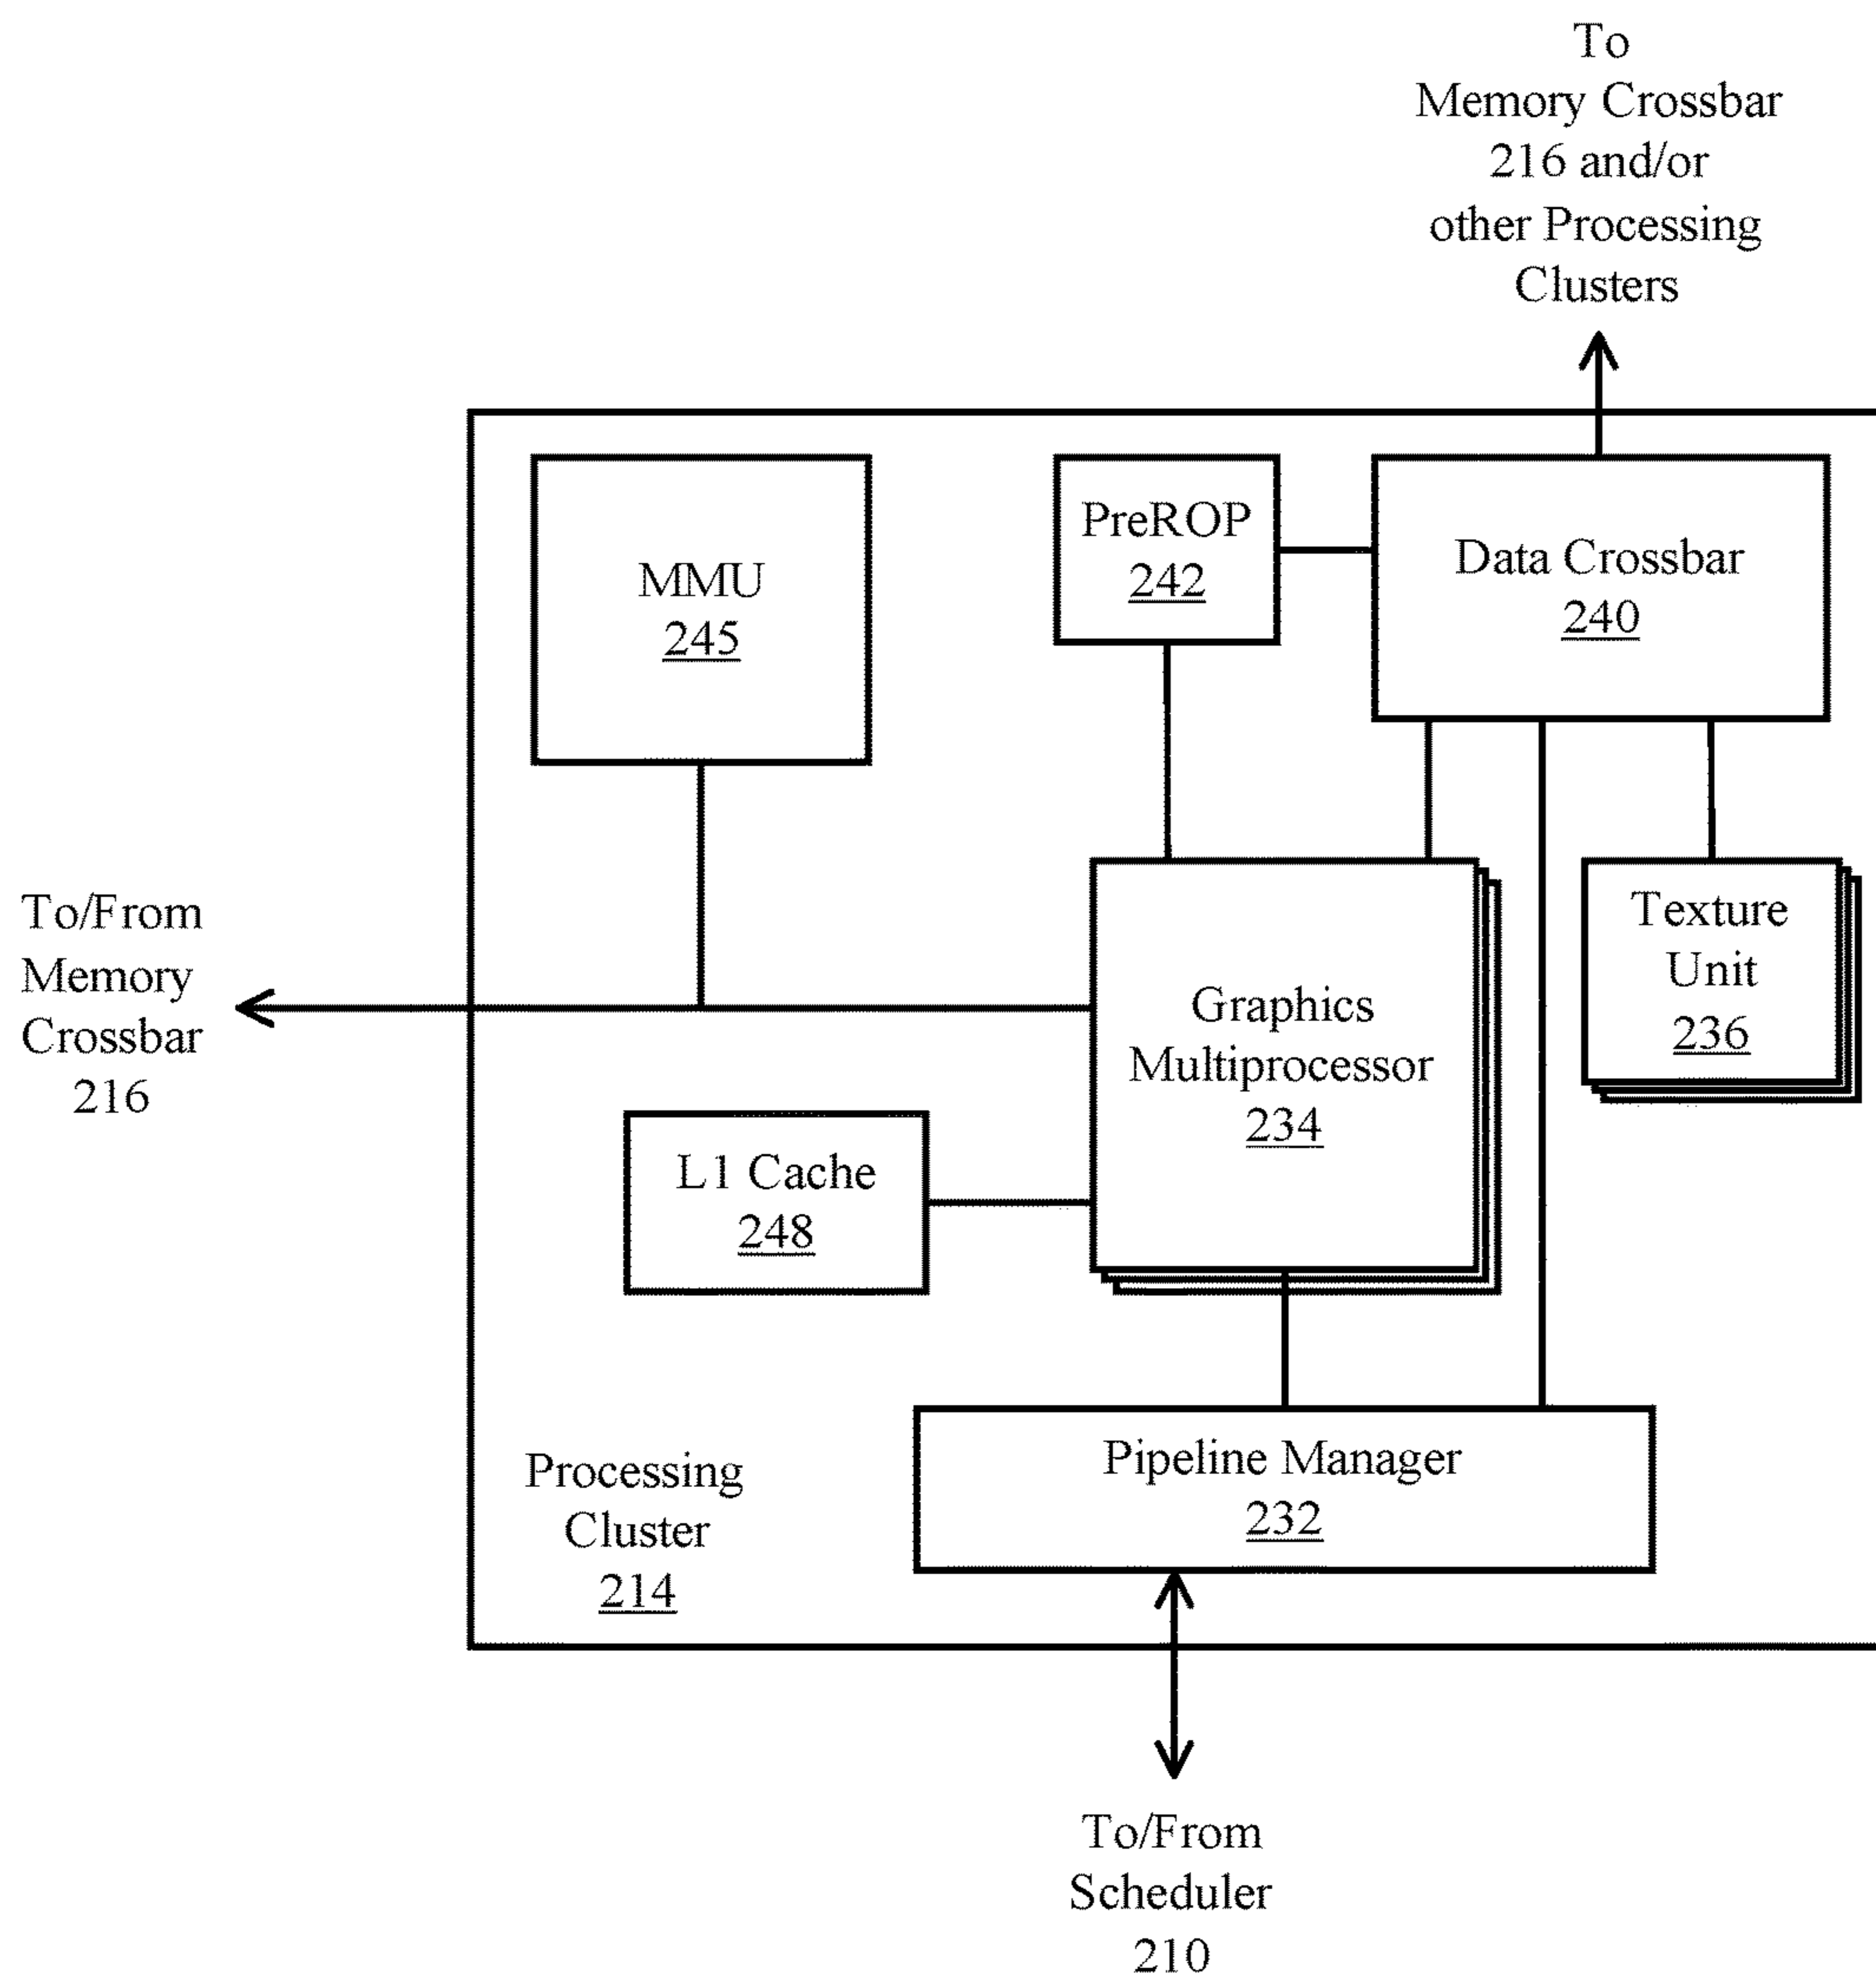 To
Memory Crossbar
216 and/or
other Processing
Clusters
MMU
245
PreROP
242
Data Crossbar
240
To/From
Memory
Crossbar
216
Graphics
Multiprocessor
234
Texture
Unit
236
L1 Cache
248
Pipeline Manager
232
Processing
Cluster
214
To/From
Scheduler
210